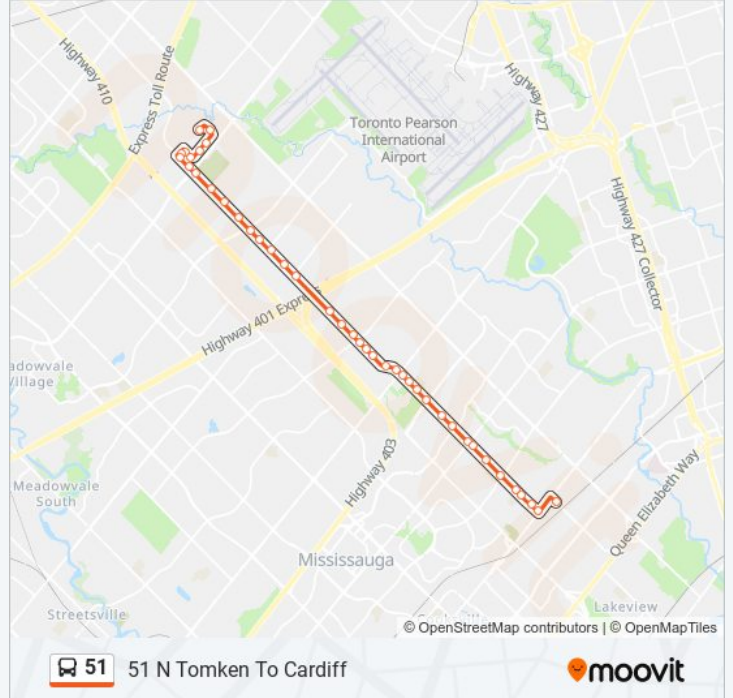 Highway 410
Express Toll Route
Highway 427
Toronto Pearson
International
Airport
Highway 427 Collector
Highway 401 Expre
adowvale
Village
Highway 403
Meadowvale
South
Queen Elizabeth Way
Mississauga
Streetsville
Lakeview
© OpenStreetMap contributors | © OpenMapTiles
51 51 N Tomken To Cardiff
moovit